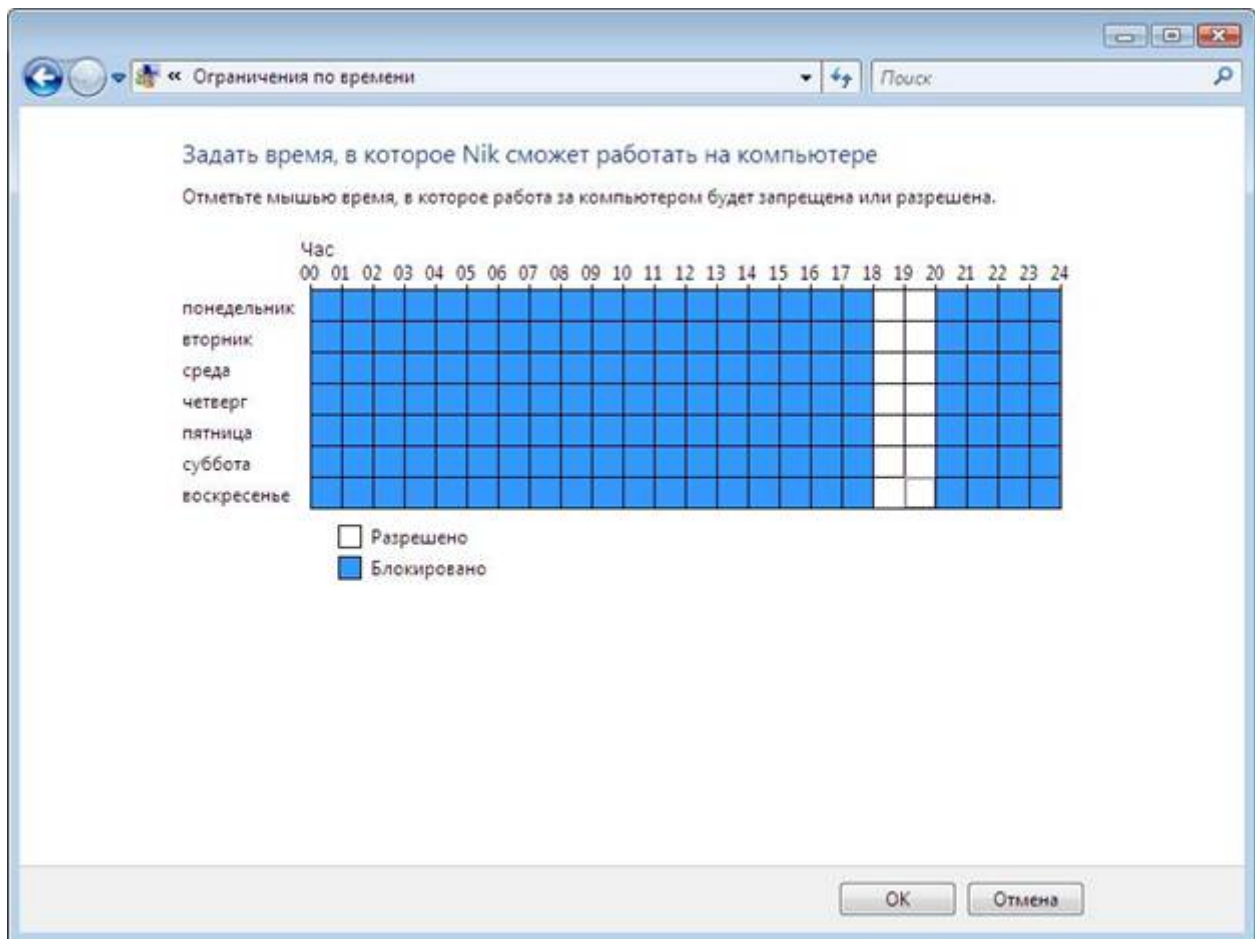 « Ограничения по времени
Поиск
Задать время, в которое Nik сможет работать на компьютере
Отметьте мышью время, в которое работа за компьютером будет запрещена или разрешена.
Час
00 01 02 03 04 05 06 07 08 09 10 11 12 13 14 15 16 17 18 19 20 21 22 23 24
понедельник
вторник
среда
четверг
пятница
суббота
воскресенье
Разрешено
Блокировано
ОК Отмена